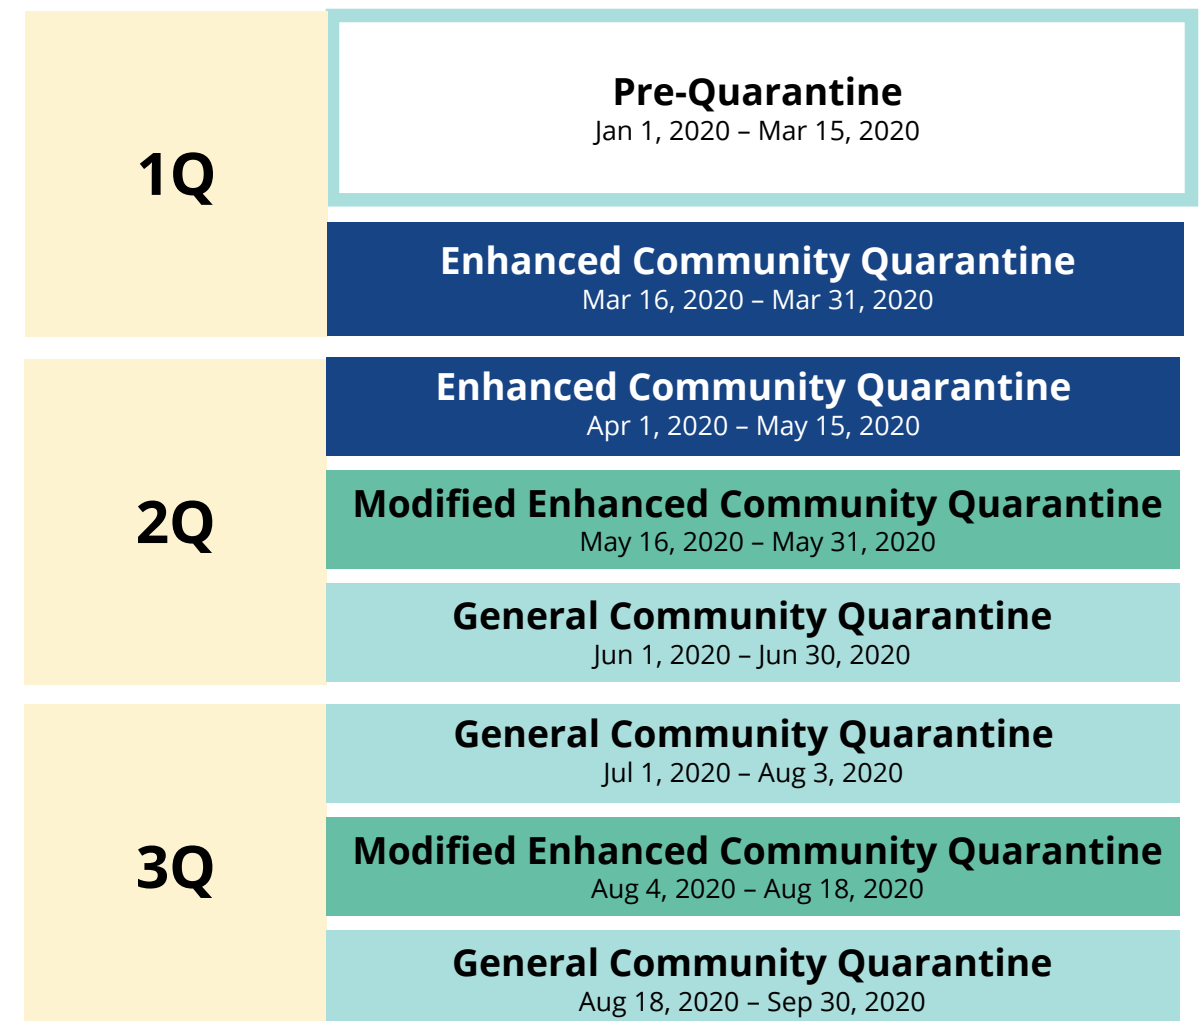 1Q
Pre-Quarantine
Jan 1, 2020 – Mar 15, 2020
Enhanced Community Quarantine
Mar 16, 2020 – Mar 31, 2020
2Q
Enhanced Community Quarantine
Apr 1, 2020 – May 15, 2020
Modified Enhanced Community Quarantine
May 16, 2020 – May 31, 2020
General Community Quarantine
Jun 1, 2020 – Jun 30, 2020
3Q
General Community Quarantine
Jul 1, 2020 – Aug 3, 2020
Modified Enhanced Community Quarantine
Aug 4, 2020 – Aug 18, 2020
General Community Quarantine
Aug 18, 2020 – Sep 30, 2020